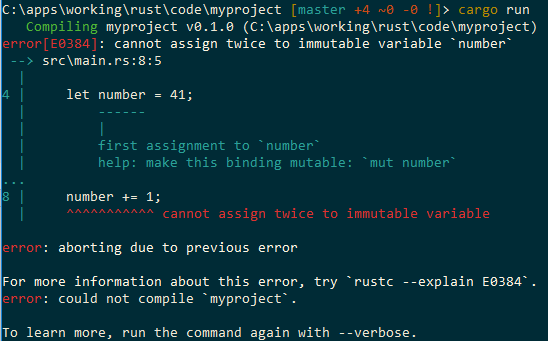 C:\apps\working\rust\code\myproject [master +4 ~0 -0 !]> cargo run
   Compiling myproject v0.1.0 (C:\apps\working\rust\code\myproject)
error[E0384]: cannot assign twice to immutable variable `number`
 --> src\main.rs:8:5
  |
4 |     let number = 41;
  |         ------
  |         |
  |         first assignment to `number`
  |         help: make this binding mutable: `mut number`
...
8 |     number += 1;
  |     ^^^^^^^^^^^ cannot assign twice to immutable variable

error: aborting due to previous error

For more information about this error, try `rustc --explain E0384`.
error: could not compile `myproject`.

To learn more, run the command again with --verbose.